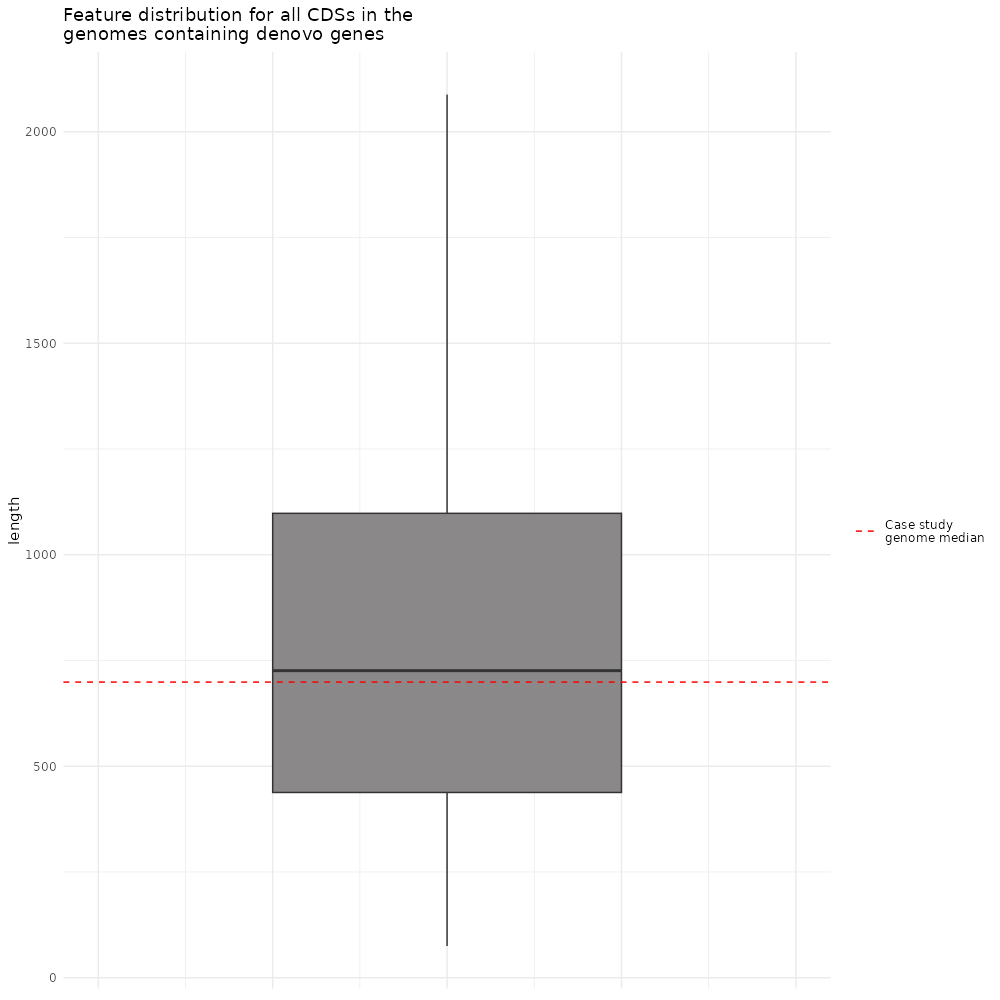 Feature distribution for all CDSs in the
genomes containing denovo genes
2000
1500
1000
500
0
length
Case study
genome median